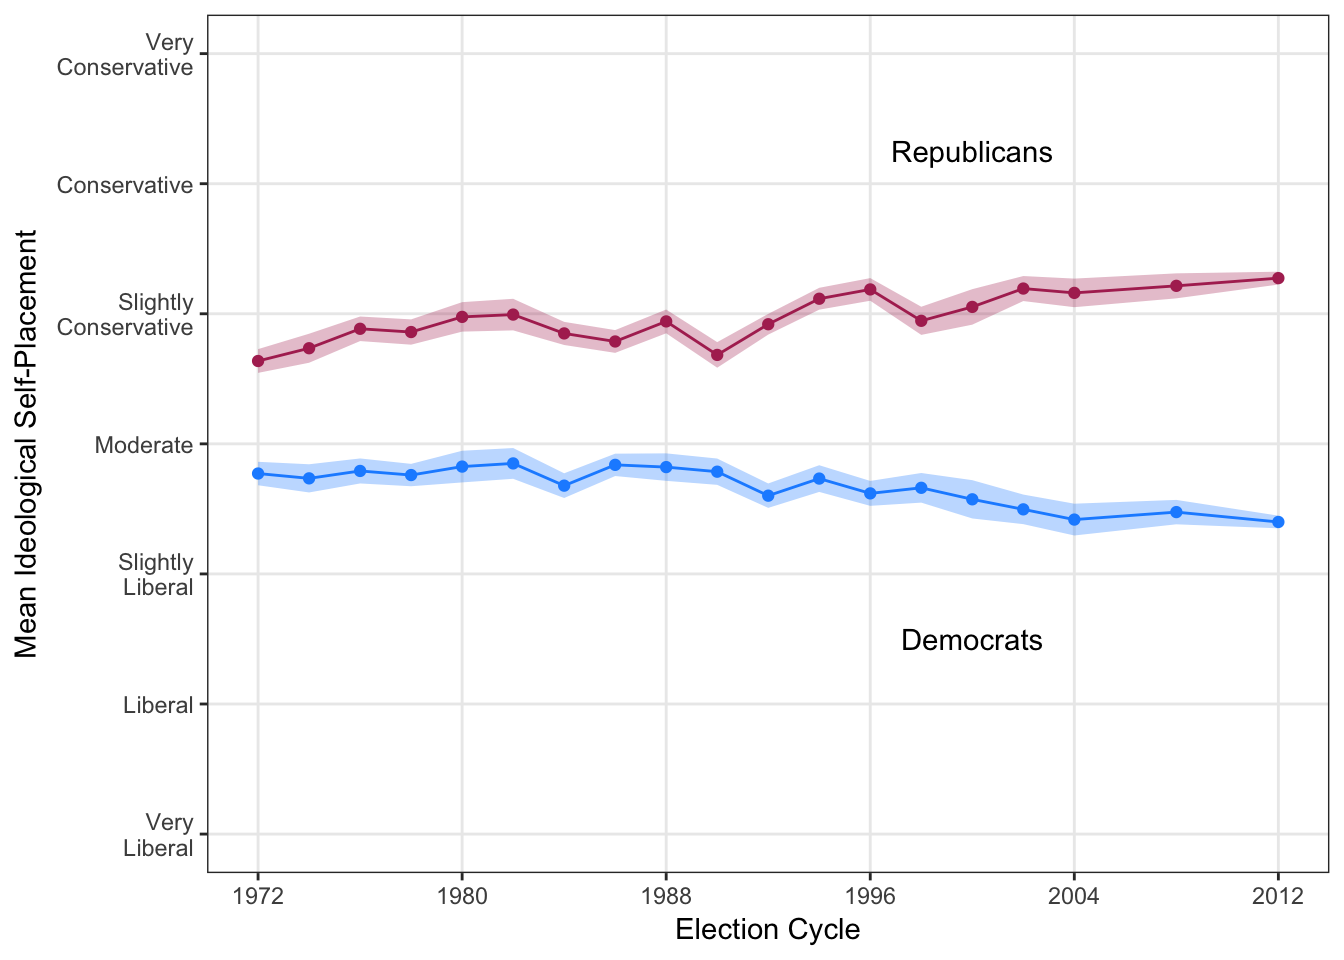 Very
Conservative
Republicans
Conservative
Slightly
Conservative
Mean Ideological Self-Placement
Moderate
Slightly
Liberal
Democrats
Liberal
Very
Liberal
1972 1980 1988 1996 2004 2012
Election Cycle